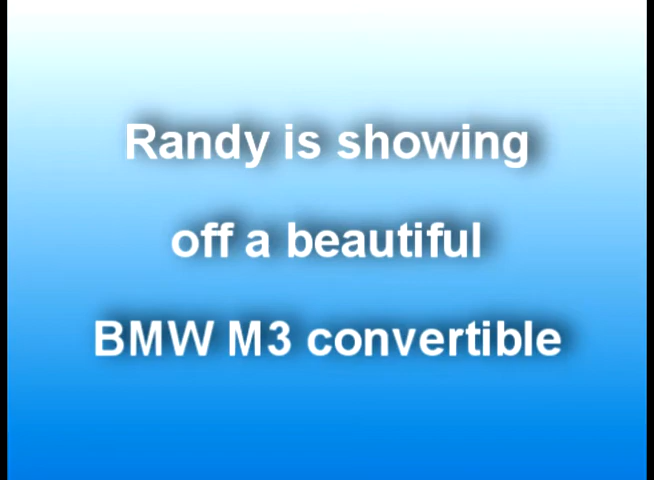 Randy is showing
off a beautiful
BMW M3 convertible